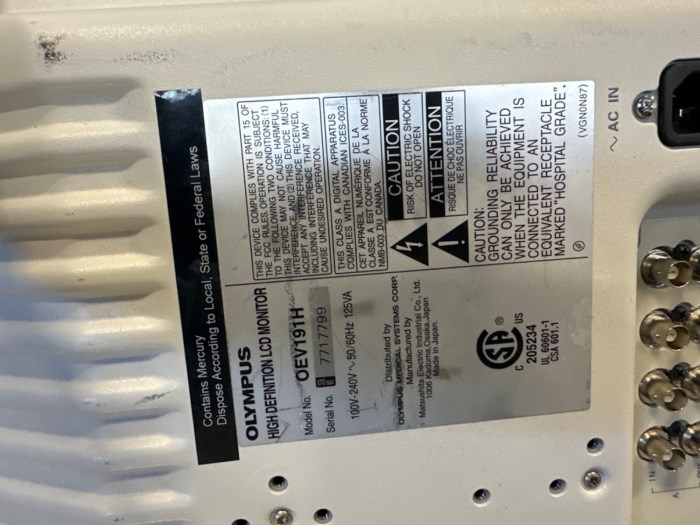 Contains Mercury
Dispose According to Local, State or Federal Laws
OLYMPUS
HIGH DEFINITION LCD MONITOR
Model No. OEV191H
Serial No. 7717799
100V-240V ~ 50/60Hz 125VA
Distributed by
OLYMPUS MEDICAL SYSTEMS CORP.
Manufactured by
Matsushita Electric Industrial Co., Ltd.
1006 Kadoma,Osaka,Japan
Made in Japan.
CSA ®
C US
205234
UL 60601-1
CSA 601.1
THIS DEVICE COMPLIES WITH PART 15 OF
THE FCC RULES. OPERATION IS SUBJECT
TO THE FOLLOWING TWO CONDITIONS: (1)
THIS DEVICE MAY NOT CAUSE HARMFUL
INTERFERENCE, AND (2) THIS DEVICE MUST
ACCEPT ANY INTERFERENCE RECEIVED,
INCLUDING INTERFERENCE THAT MAY
CAUSE UNDESIRED OPERATION.
THIS CLASS A DIGITAL APPARATUS
COMPLIES WITH CANADIAN ICES-003.
CET APPAREIL NUMERIQUE DE LA
CLASSE A EST CONFORME A LA NORME
NMB-003 DU CANADA.
CAUTION
RISK OF ELECTRIC SHOCK
DO NOT OPEN
ATTENTION
RISQUE DE CHOC ELECTRIQUE
NE PAS OUVRIR
CAUTION:
GROUNDING RELIABILITY
CAN ONLY BE ACHIEVED
WHEN THE EQUIPMENT IS
CONNECTED TO AN
EQUIVALENT RECEPTACLE
MARKED "HOSPITAL GRADE".
(VGN0N87)
~ AC IN
IN
A